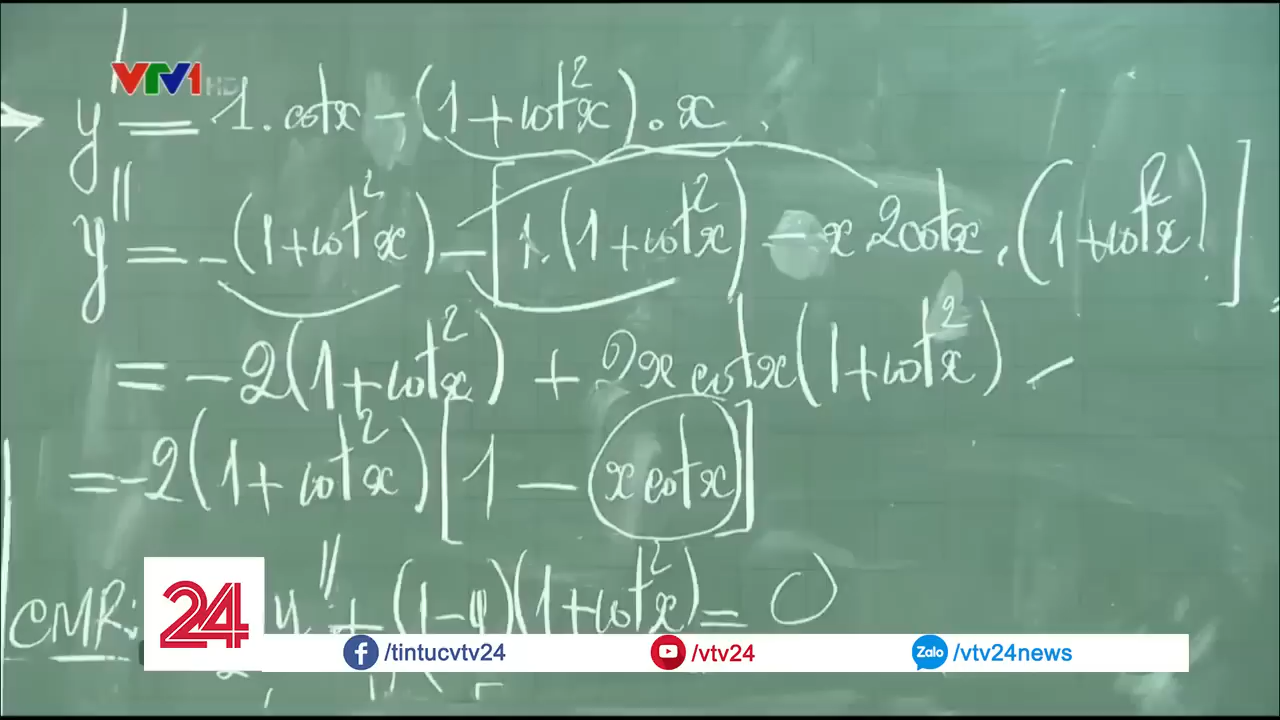 VTV1 HD
y' = 1.cotx - (1 + cot²x).x
y'' = -(1+cot²x) - [1.(1+cot²x) - x 2cotx.(1+cot²x)]
= -2(1+cot²x) + 2x cotx(1+cot²x)
= -2(1+cot²x)[1 - x cotx]
CMR: y'' + (1-y)(1+cot²x) = 0
24
/tintucvtv24 /vtv24 Zalo /vtv24news